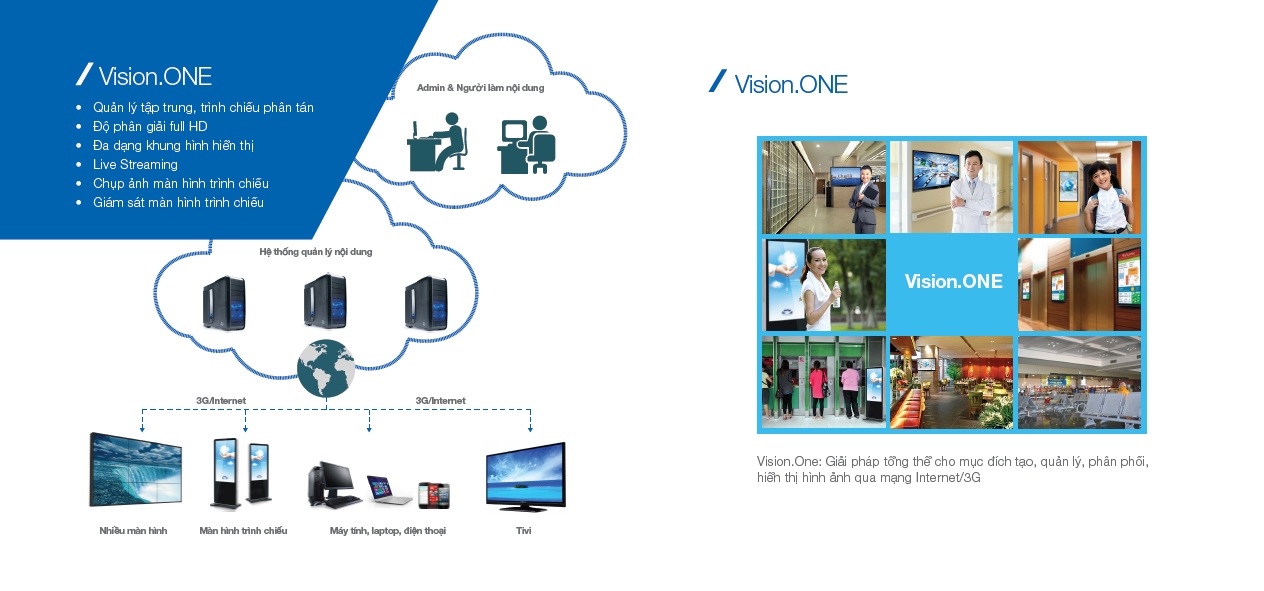 Vision.ONE
• Quản lý tập trung, trình chiếu phân tán
• Độ phân giải full HD
• Đa dạng khung hình hiển thị
• Live Streaming
• Chụp ảnh màn hình trình chiếu
• Giám sát màn hình trình chiếu
Admin & Người làm nội dung
Hệ thống quản lý nội dung
3G/Internet
3G/Internet
Nhiều màn hình
Màn hình trình chiếu
Máy tính, laptop, điện thoại
Tivi
Vision.ONE
Vision.ONE
Vision.One: Giải pháp tổng thể cho mục đích tạo, quản lý, phân phối,
hiển thị hình ảnh qua mạng Internet/3G